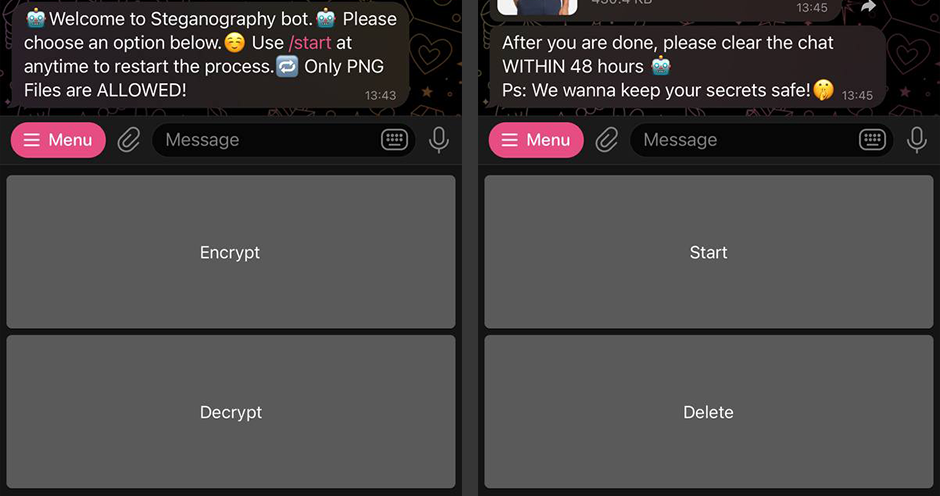 🤖Welcome to Steganography bot.🤖 Please
choose an option below.☺️ Use /start at
anytime to restart the process.🔁 Only PNG
Files are ALLOWED!
13:43
Menu
Message
Encrypt
Decrypt
13:45
After you are done, please clear the chat
WITHIN 48 hours 🤖
Ps: We wanna keep your secrets safe!🤫 13:45
Menu
Message
Start
Delete